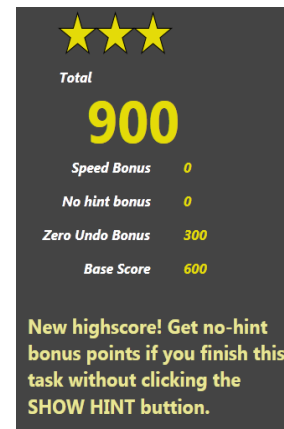 Total
900
Speed Bonus 0
No hint bonus 0
Zero Undo Bonus 300
Base Score 600
New highscore! Get no-hint
bonus points if you finish this
task without clicking the
SHOW HINT buttion.